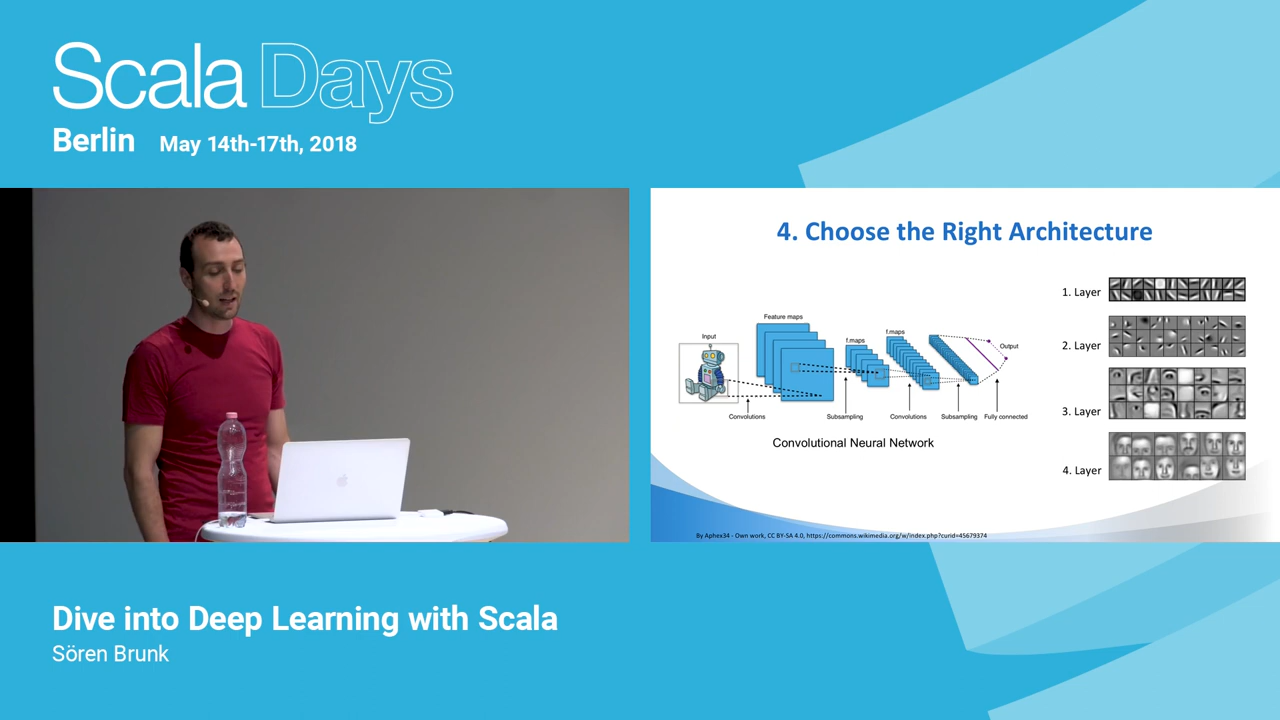 Scala Days
Berlin May 14th-17th, 2018
4. Choose the Right Architecture
Input
Feature maps
f.maps
f.maps
Output
Convolutions
Subsampling
Convolutions
Subsampling
Fully connected
Convolutional Neural Network
1. Layer
2. Layer
3. Layer
4. Layer
By Aphex34 - Own work, CC BY-SA 4.0, https://commons.wikimedia.org/w/index.php?curid=45679374
Dive into Deep Learning with Scala
Sören Brunk